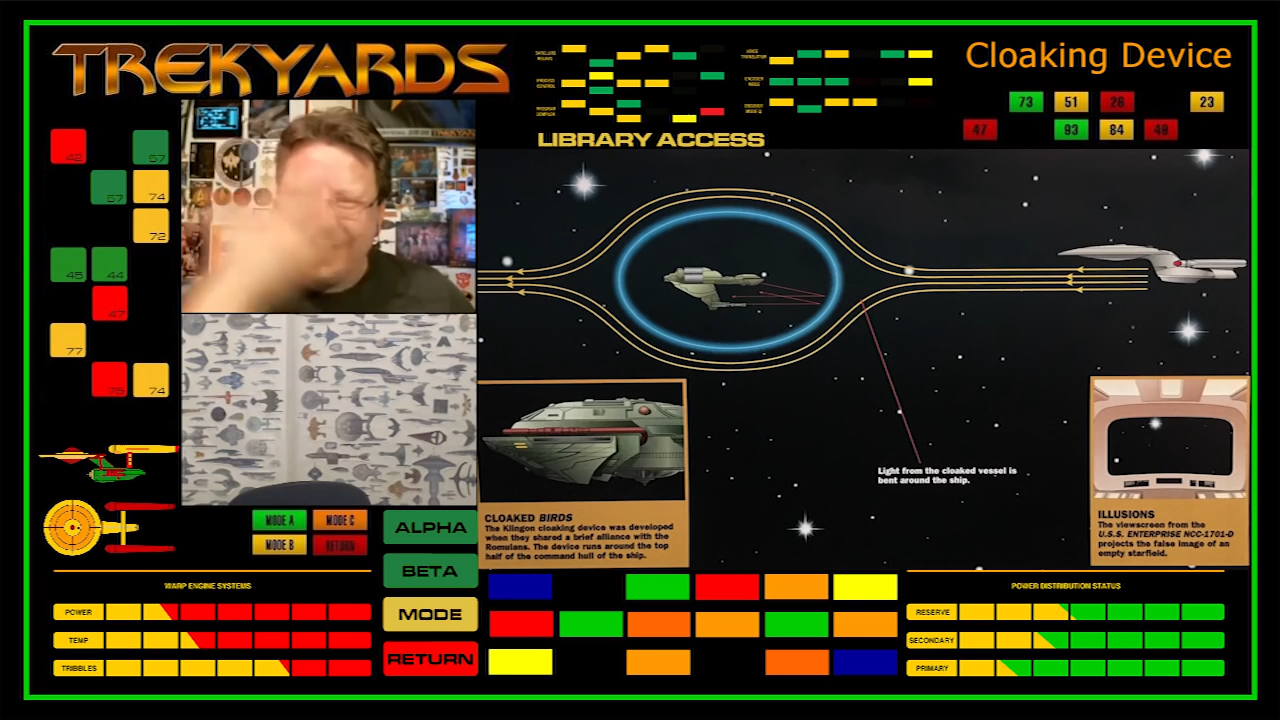 TREKYARDS
LIBRARY ACCESS
Cloaking Device
73 51 26 23
47 93 84 49
42 57
57 74
72
45 44
47
77
75 74
Light from the cloaked vessel is
bent around the ship.
CLOAKED BIRDS
The Klingon cloaking device was developed
when they shared a brief alliance with the
Romulans. The device runs around the top
half of the command hull of the ship.
ILLUSIONS
The viewscreen from the
U.S.S. ENTERPRISE NCC-1701-D
projects the false image of an
empty starfield.
MODE A MODE C
MODE B RETURN
ALPHA
BETA
MODE
RETURN
WARP ENGINE SYSTEMS
POWER
TEMP
TRIBBLES
POWER DISTRIBUTION STATUS
RESERVE
SECONDARY
PRIMARY